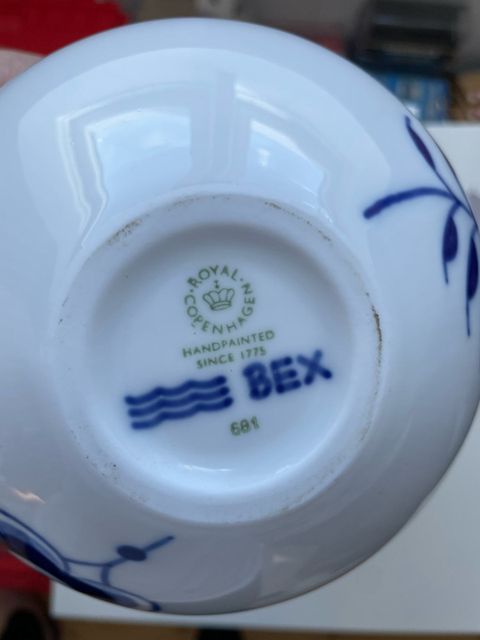 ROYAL
COPENHAGEN
HANDPAINTED
SINCE 1775
BEX
681